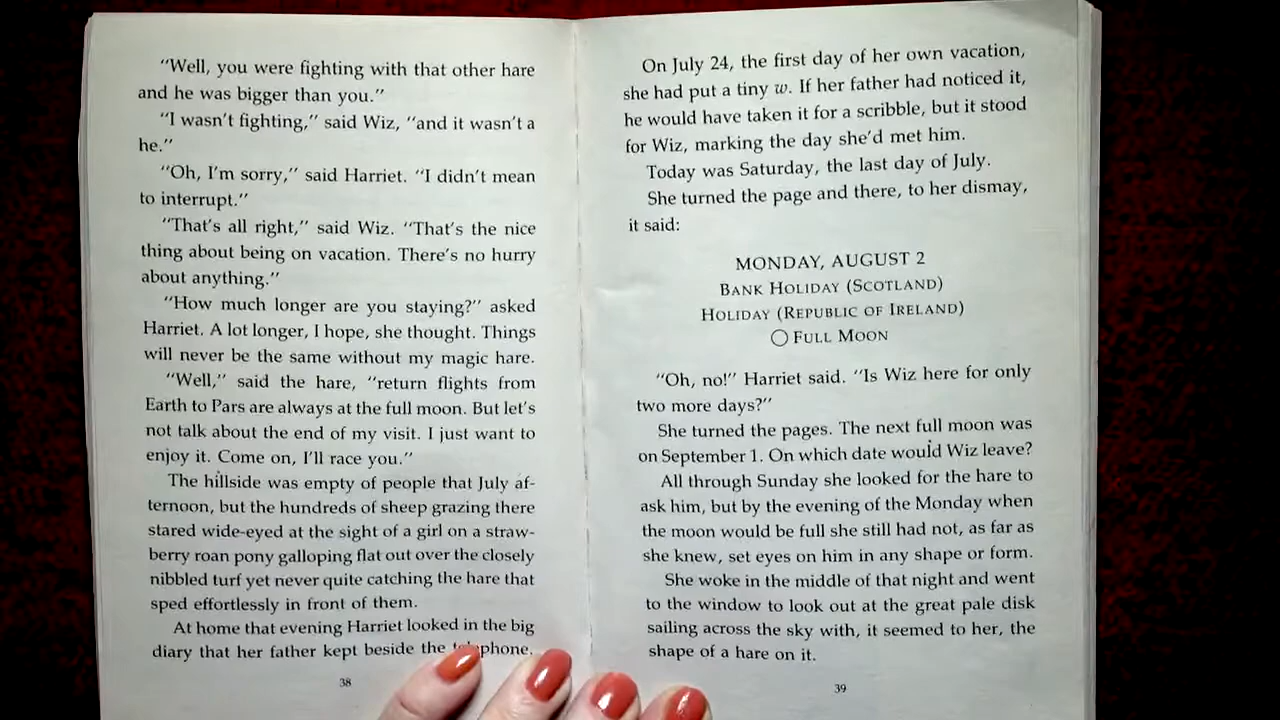 "Well, you were fighting with that other hare
and he was bigger than you."
"I wasn't fighting," said Wiz, "and it wasn't a
he."
"Oh, I'm sorry," said Harriet. "I didn't mean
to interrupt."
"That's all right," said Wiz. "That's the nice
thing about being on vacation. There's no hurry
about anything."
"How much longer are you staying?" asked
Harriet. A lot longer, I hope, she thought. Things
will never be the same without my magic hare.
"Well," said the hare, "return flights from
Earth to Pars are always at the full moon. But let's
not talk about the end of my visit. I just want to
enjoy it. Come on, I'll race you."
The hillside was empty of people that July af-
ternoon, but the hundreds of sheep grazing there
stared wide-eyed at the sight of a girl on a straw-
berry roan pony galloping flat out over the closely
nibbled turf yet never quite catching the hare that
sped effortlessly in front of them.
At home that evening Harriet looked in the big
diary that her father kept beside the telephone.
38
On July 24, the first day of her own vacation,
she had put a tiny w. If her father had noticed it,
he would have taken it for a scribble, but it stood
for Wiz, marking the day she'd met him.
Today was Saturday, the last day of July.
She turned the page and there, to her dismay,
it said:
MONDAY, AUGUST 2
BANK HOLIDAY (SCOTLAND)
HOLIDAY (REPUBLIC OF IRELAND)
◯ FULL MOON
"Oh, no!" Harriet said. "Is Wiz here for only
two more days?"
She turned the pages. The next full moon was
on September 1. On which date would Wiz leave?
All through Sunday she looked for the hare to
ask him, but by the evening of the Monday when
the moon would be full she still had not, as far as
she knew, set eyes on him in any shape or form.
She woke in the middle of that night and went
to the window to look out at the great pale disk
sailing across the sky with, it seemed to her, the
shape of a hare on it.
39